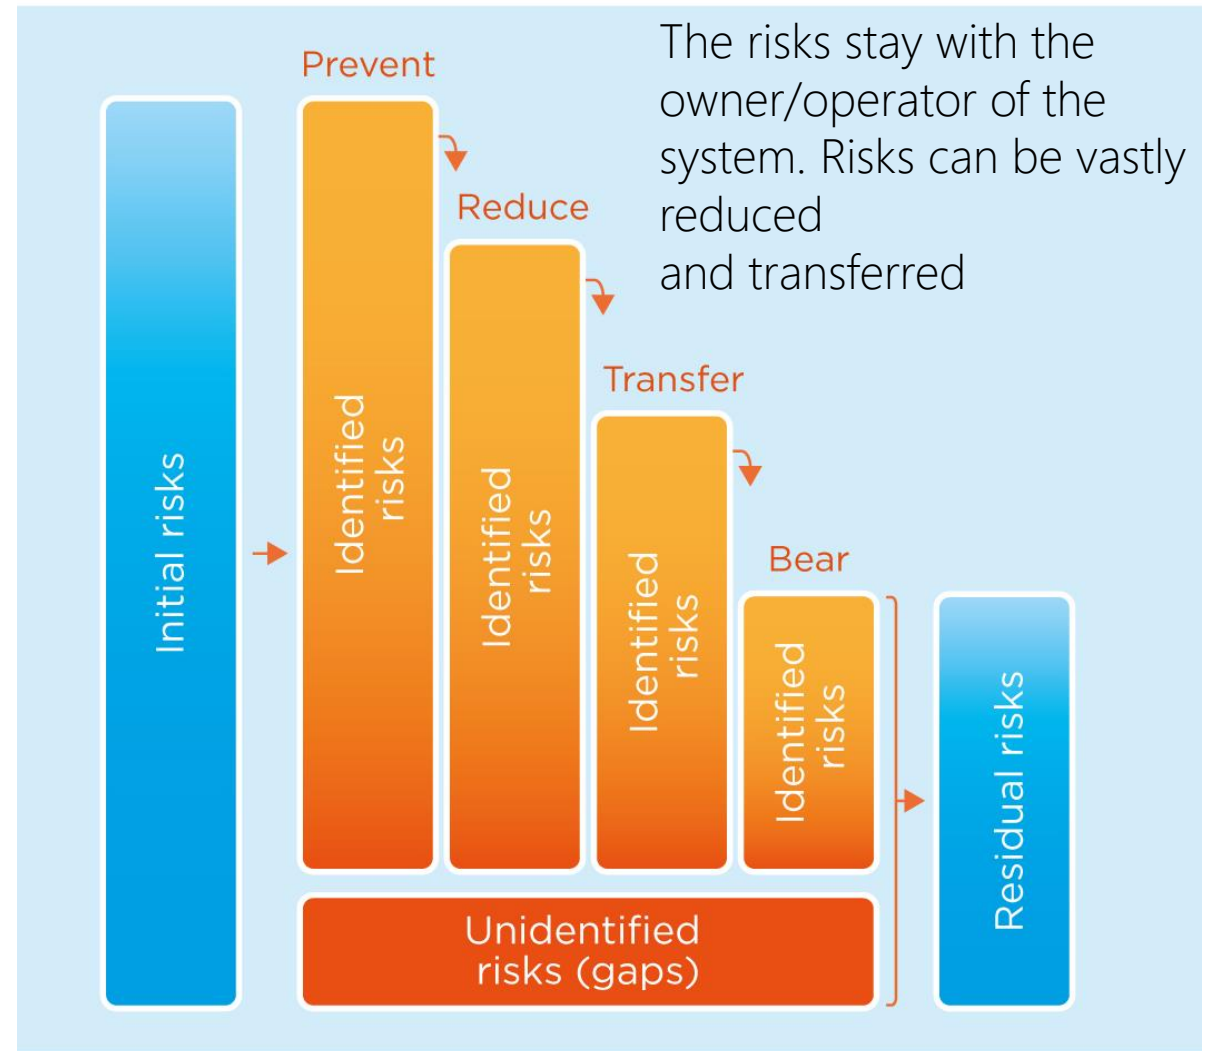 The risks stay with the
owner/operator of the
system. Risks can be vastly
reduced
and transferred
Prevent
Reduce
Transfer
Bear
Initial risks
Identified
risks
Identified
risks
Identified
risks
Identified
risks
Residual risks
Unidentified
risks (gaps)